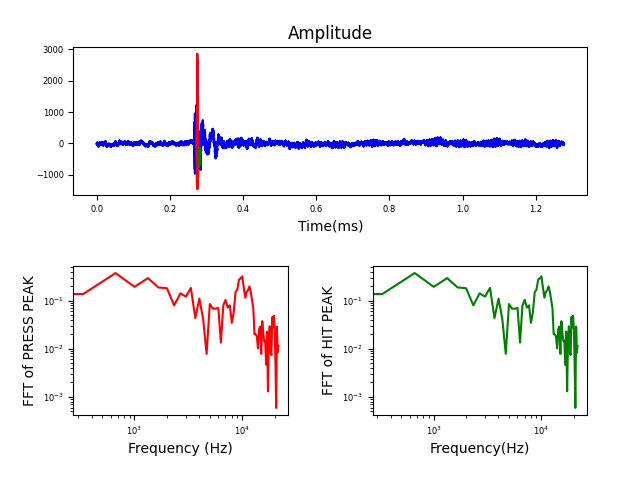 Amplitude
3000
2000
1000
0
−1000
0.0 0.2 0.4 0.6 0.8 1.0 1.2
Time(ms)
FFT of PRESS PEAK
10⁻¹
10⁻²
10⁻³
10³ 10⁴
Frequency (Hz)
FFT of HIT PEAK
10⁻¹
10⁻²
10⁻³
10³ 10⁴
Frequency(Hz)